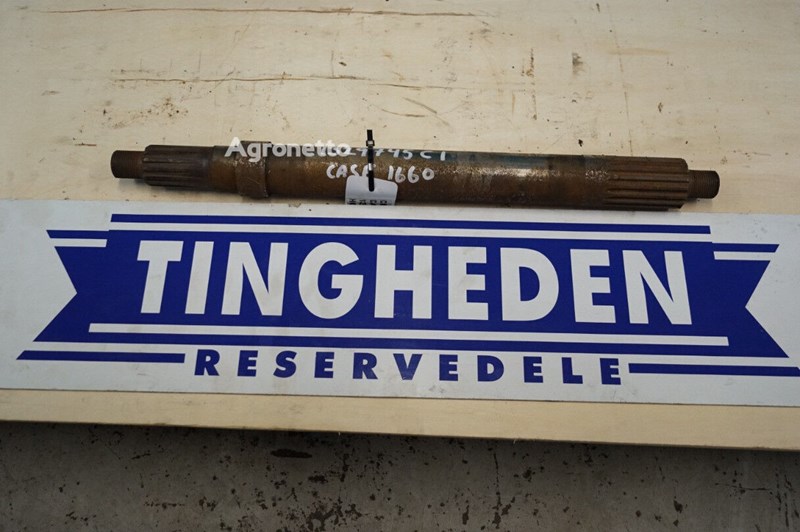 Agronetto
CASE 1660
TINGHEDEN
RESERVEDELE